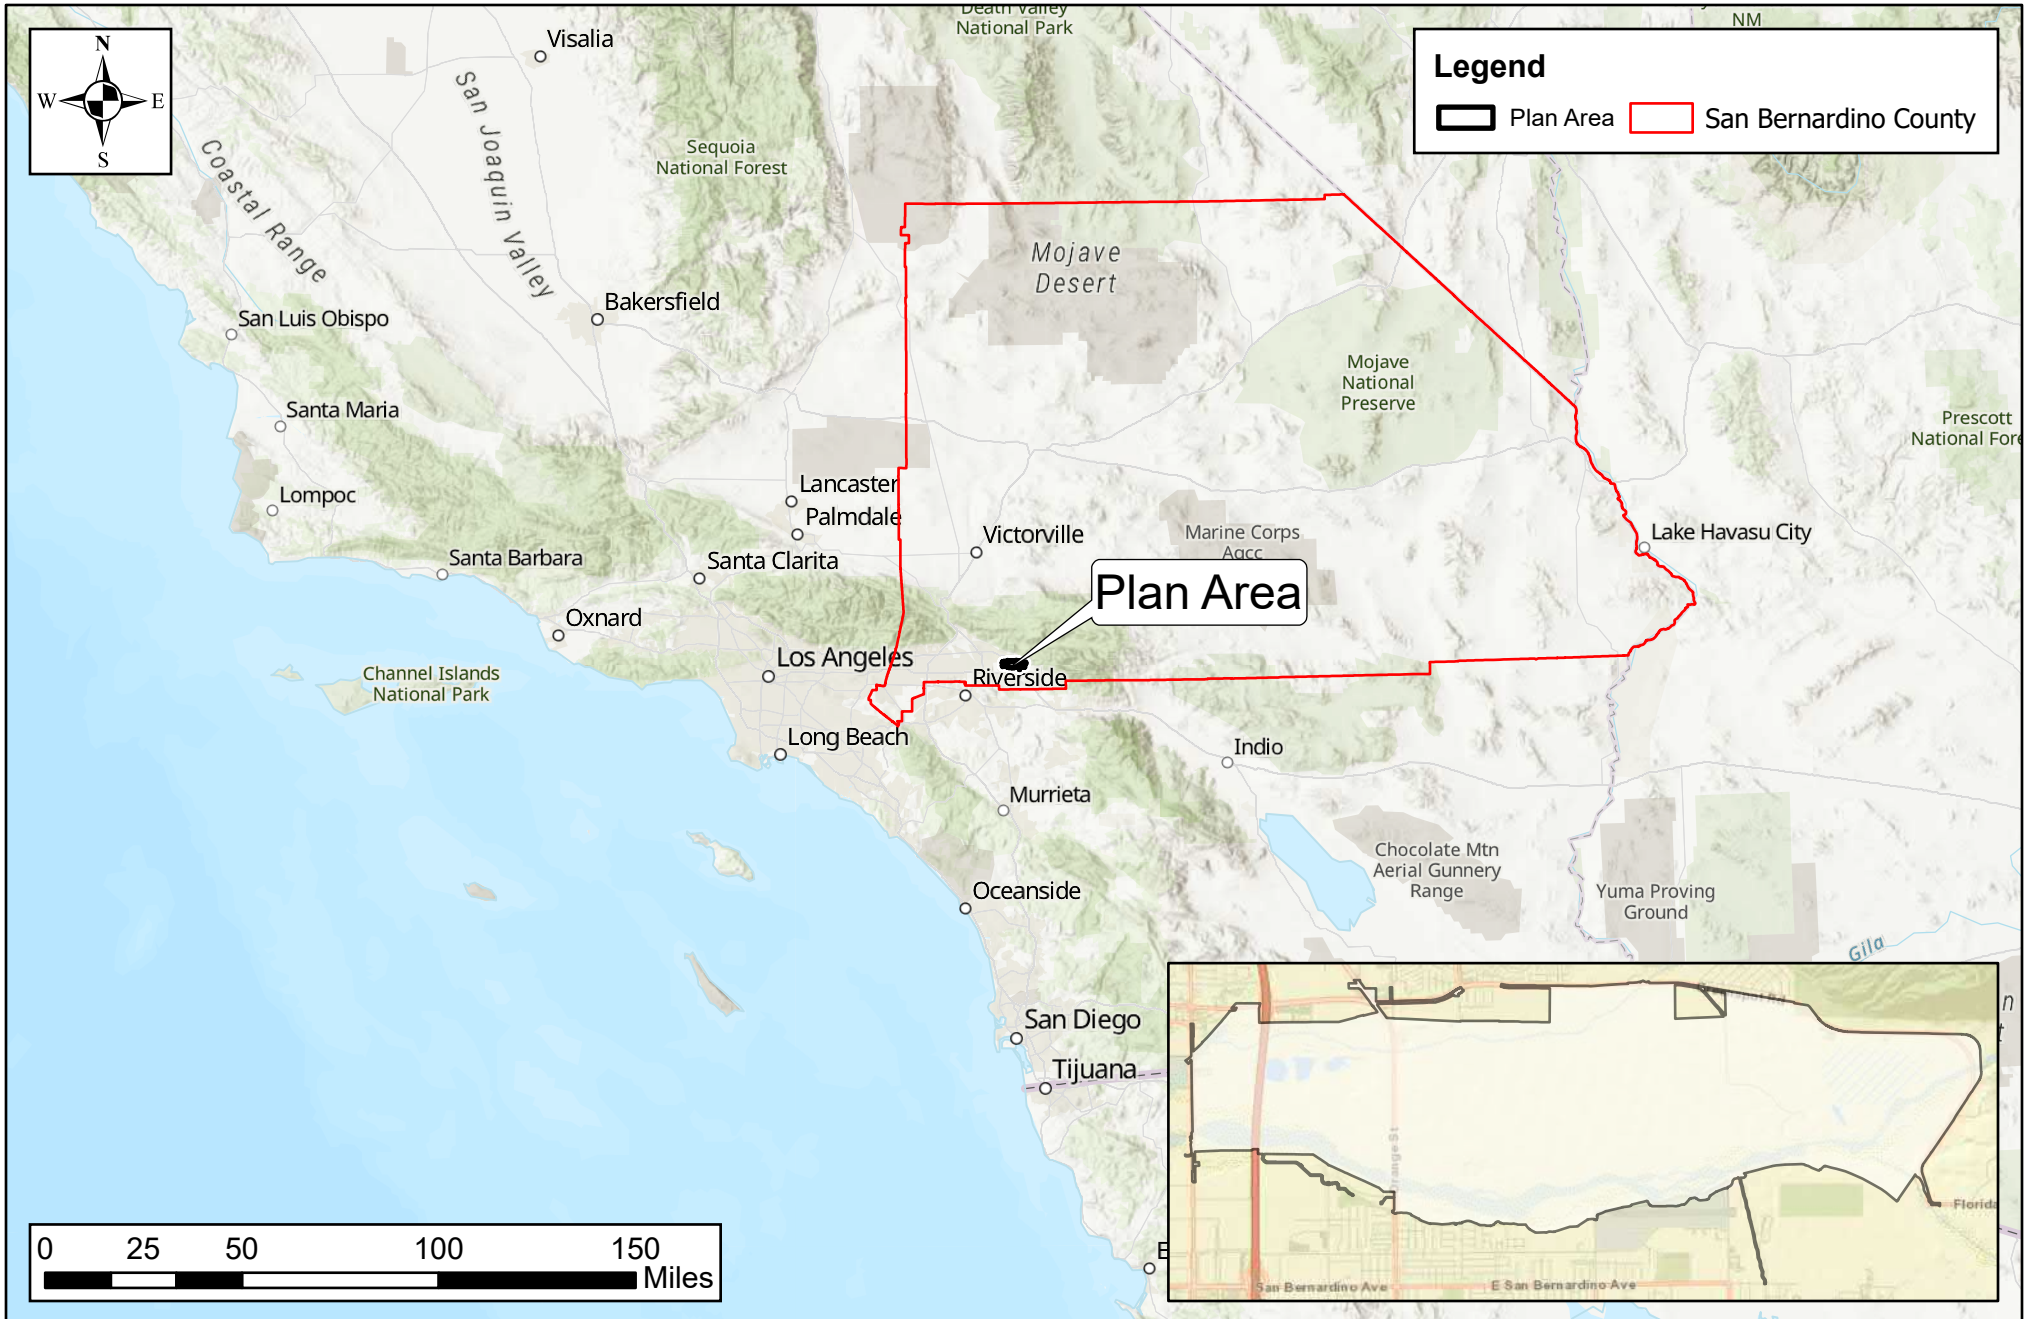 Death Valley
National Park
NM
N
W
E
S
Legend
Plan Area
San Bernardino County
Visalia
San Joaquin Valley
Coastal Range
Sequoia
National Forest
Mojave
Desert
Bakersfield
San Luis Obispo
Mojave
National
Preserve
Santa Maria
Prescott
National Fore
Lancaster
Lompoc
Palmdale
Victorville
Marine Corps
Agcc
Lake Havasu City
Santa Barbara
Santa Clarita
Plan Area
Oxnard
Los Angeles
Riverside
Channel Islands
National Park
Long Beach
Indio
Murrieta
Chocolate Mtn
Aerial Gunnery
Range
Yuma Proving
Ground
Oceanside
Gila
San Diego
Tijuana
Orange St
Florida
San Bernardino Ave
E San Bernardino Ave
0 25 50 100 150
Miles